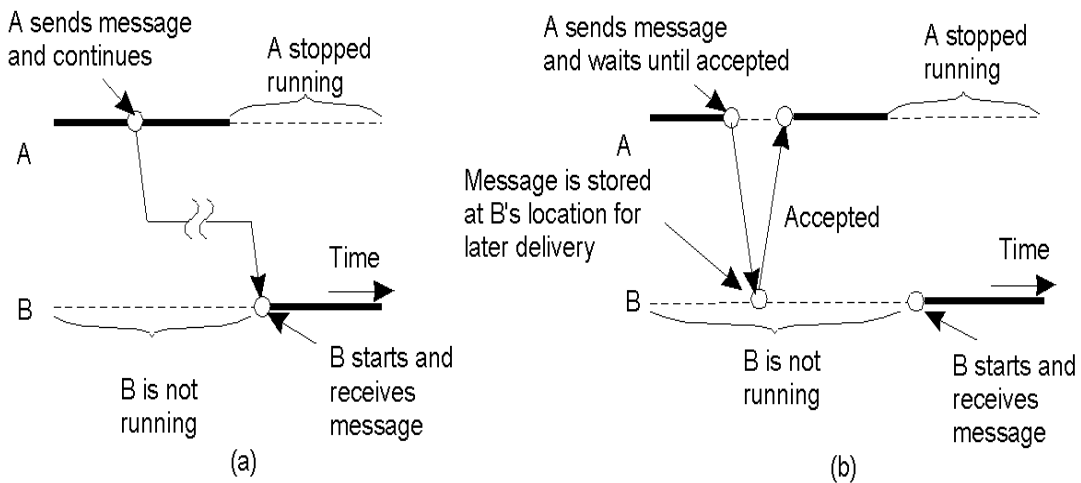 A sends message
and continues
A stopped
running
A
Time
B
B is not
running
B starts and
receives
message
(a)
A sends message
and waits until accepted
A stopped
running
A
Message is stored
at B's location for
later delivery
Accepted
Time
B
B is not
running
B starts and
receives
message
(b)